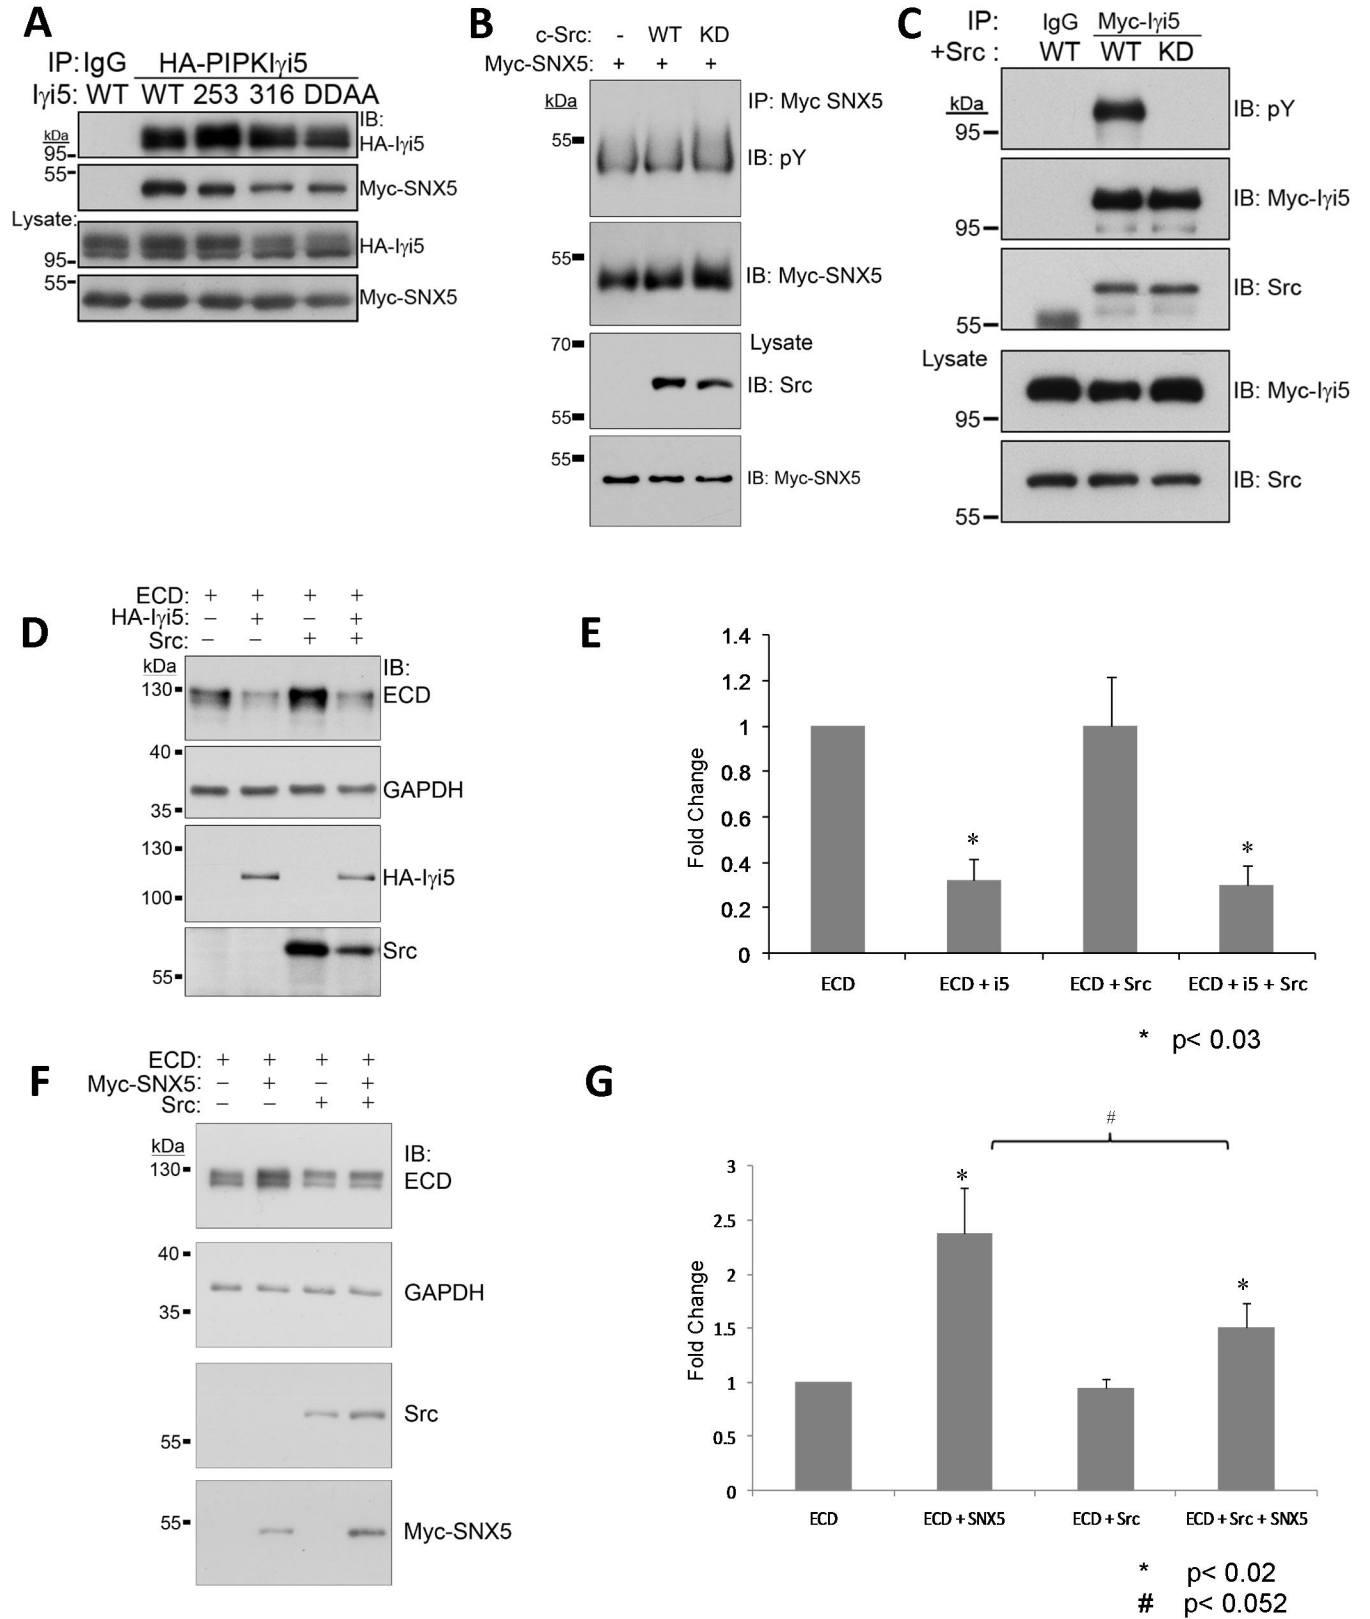 A
IP: IgG HA-PIPKIγi5
Iγi5: WT WT 253 316 DDAA
IB:
kDa
HA-Iγi5
95
55
Myc-SNX5
Lysate:
HA-Iγi5
95
55
Myc-SNX5
B
c-Src: - WT KD
Myc-SNX5: + + +
kDa
IP: Myc SNX5
55
IB: pY
55
IB: Myc-SNX5
70
Lysate
IB: Src
55
55
IB: Myc-SNX5
C
IP: IgG Myc-Iγi5
+Src : WT WT KD
kDa
IB: pY
95
IB: Myc-Iγi5
95
IB: Src
55
Lysate
IB: Myc-Iγi5
95
IB: Src
55
D
ECD: + + + +
HA-Iγi5: – + – +
Src: – – + +
kDa
IB:
130
ECD
40
GAPDH
35
130
HA-Iγi5
100
Src
55
E
Fold Change
1.4
1.2
1
0.8
0.6
0.4
0.2
0
*
*
ECD ECD + i5 ECD + Src ECD + i5 + Src
* p< 0.03
F
ECD: + + + +
Myc-SNX5: – + – +
Src: – – + +
kDa
IB:
130
ECD
40
GAPDH
35
Src
55
55
Myc-SNX5
G
#
Fold Change
3
2.5
2
1.5
1
0.5
0
*
*
ECD ECD + SNX5 ECD + Src ECD + Src + SNX5
* p< 0.02
# p< 0.052